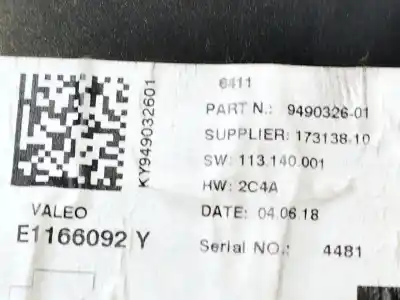 6411
PART N.: 9490326-01
SUPPLIER: 173138.10
SW: 113.140.001
HW: 2C4A
DATE: 04.06.18
Serial NO.: 4481
KY949032601
VALEO
E1166092 Y